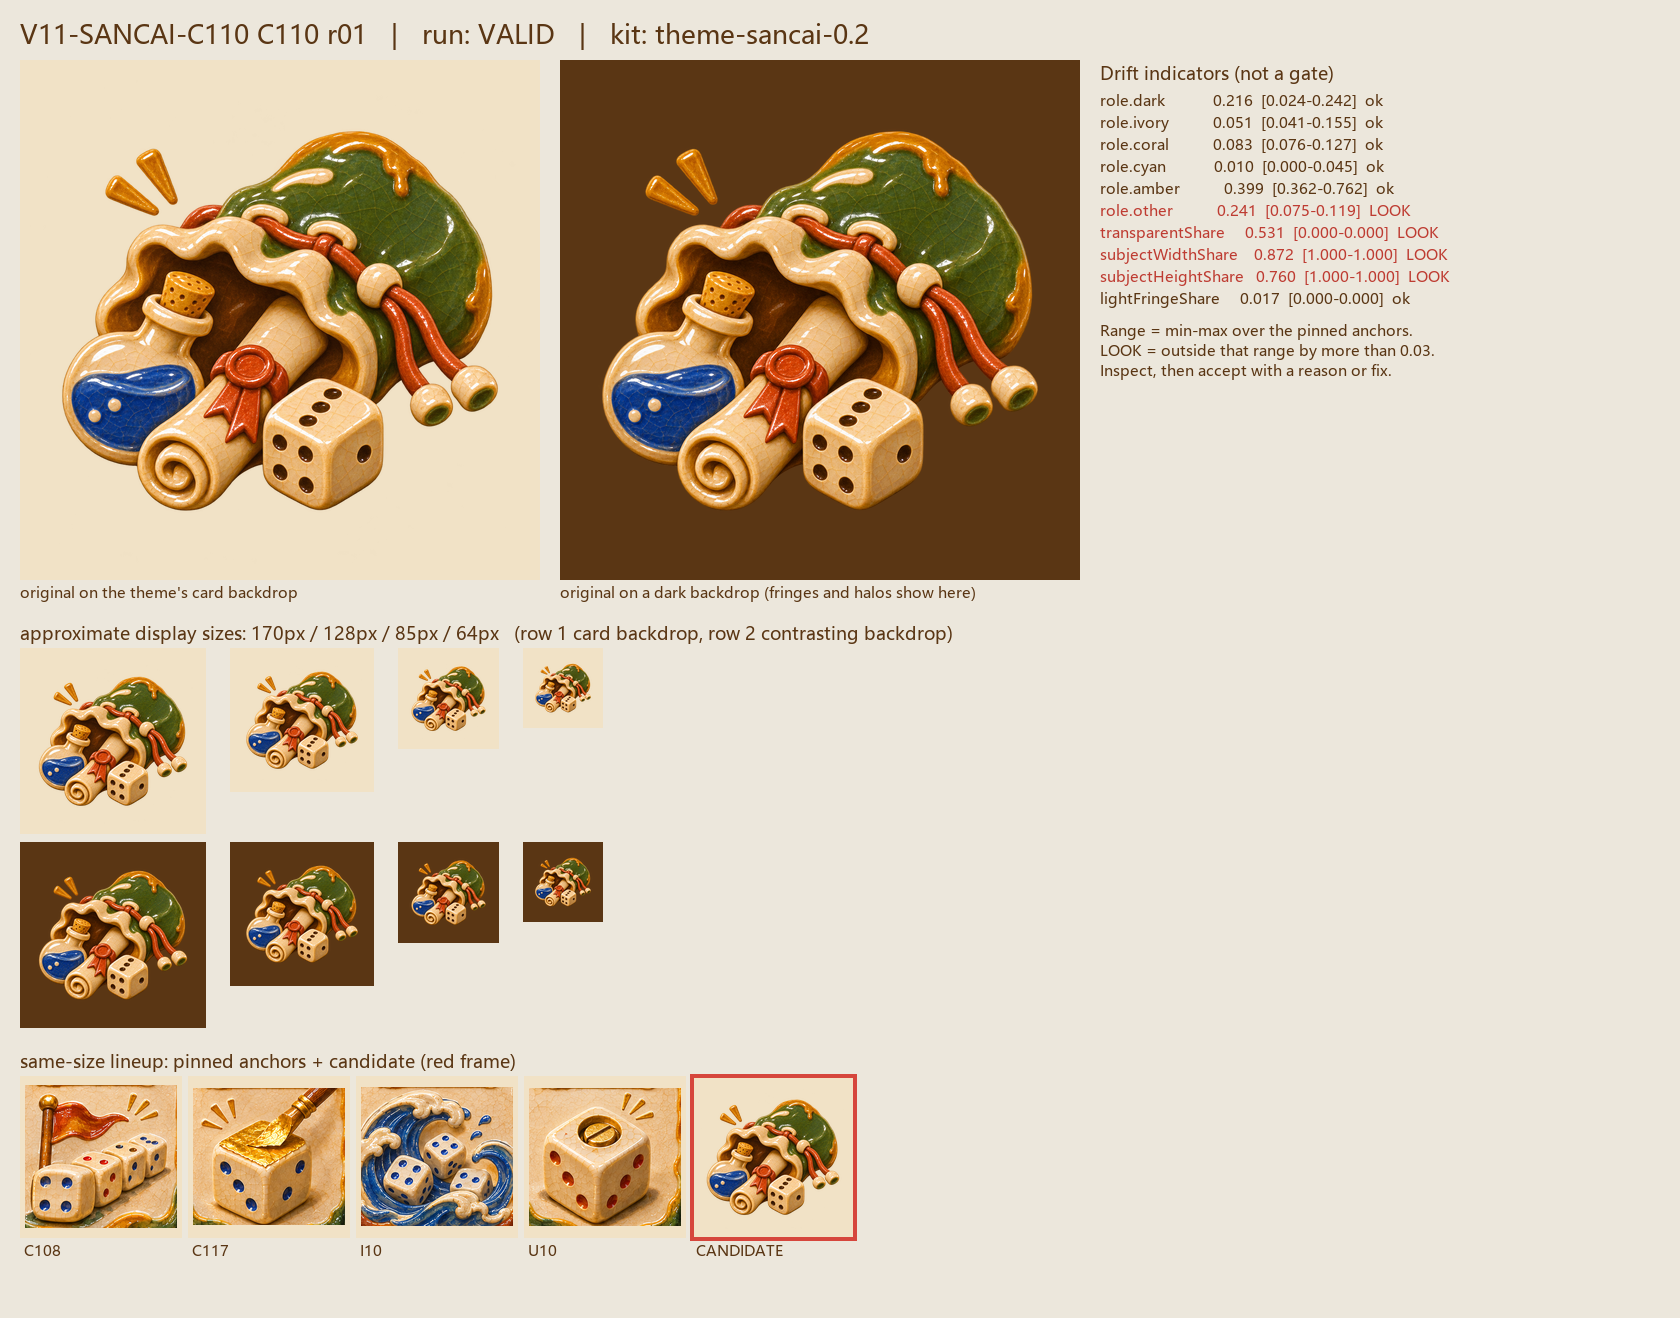 V11-SANCAI-C110 C110 r01 | run: VALID | kit: theme-sancai-0.2
original on the theme's card backdrop
original on a dark backdrop (fringes and halos show here)
Drift indicators (not a gate)
role.dark 0.216 [0.024-0.242] ok
role.ivory 0.051 [0.041-0.155] ok
role.coral 0.083 [0.076-0.127] ok
role.cyan 0.010 [0.000-0.045] ok
role.amber 0.399 [0.362-0.762] ok
role.other 0.241 [0.075-0.119] LOOK
transparentShare 0.531 [0.000-0.000] LOOK
subjectWidthShare 0.872 [1.000-1.000] LOOK
subjectHeightShare 0.760 [1.000-1.000] LOOK
lightFringeShare 0.017 [0.000-0.000] ok
Range = min-max over the pinned anchors.
LOOK = outside that range by more than 0.03.
Inspect, then accept with a reason or fix.
approximate display sizes: 170px / 128px / 85px / 64px (row 1 card backdrop, row 2 contrasting backdrop)
same-size lineup: pinned anchors + candidate (red frame)
C108
C117
I10
U10
CANDIDATE